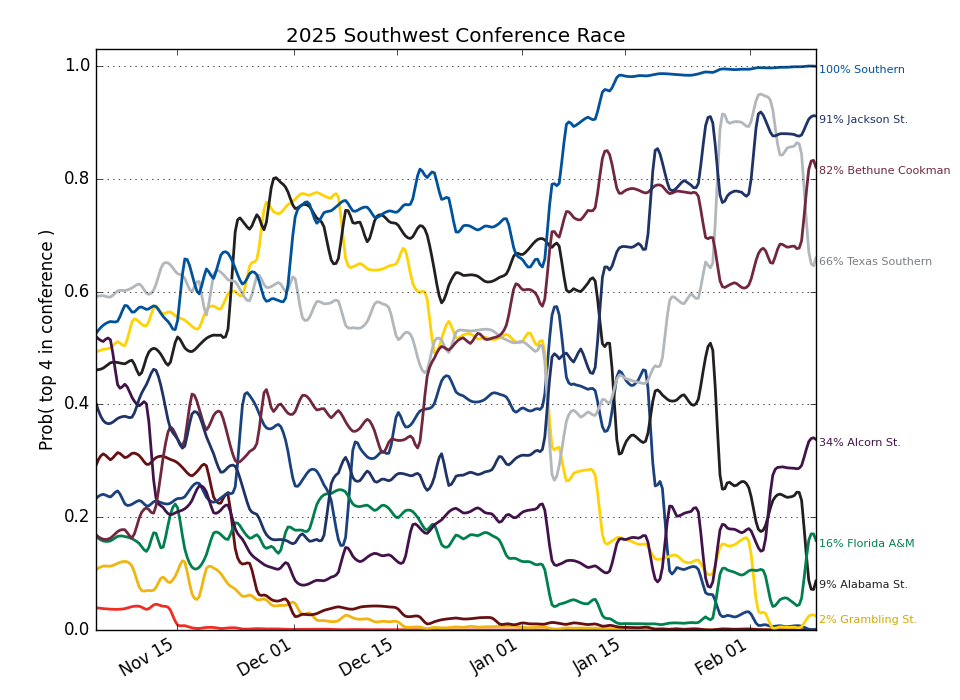 2025 Southwest Conference Race
Prob( top 4 in conference )
1.0
0.8
0.6
0.4
0.2
0.0
Nov 15
Dec 01
Dec 15
Jan 01
Jan 15
Feb 01
100% Southern
91% Jackson St.
82% Bethune Cookman
66% Texas Southern
34% Alcorn St.
16% Florida A&M
9% Alabama St.
2% Grambling St.